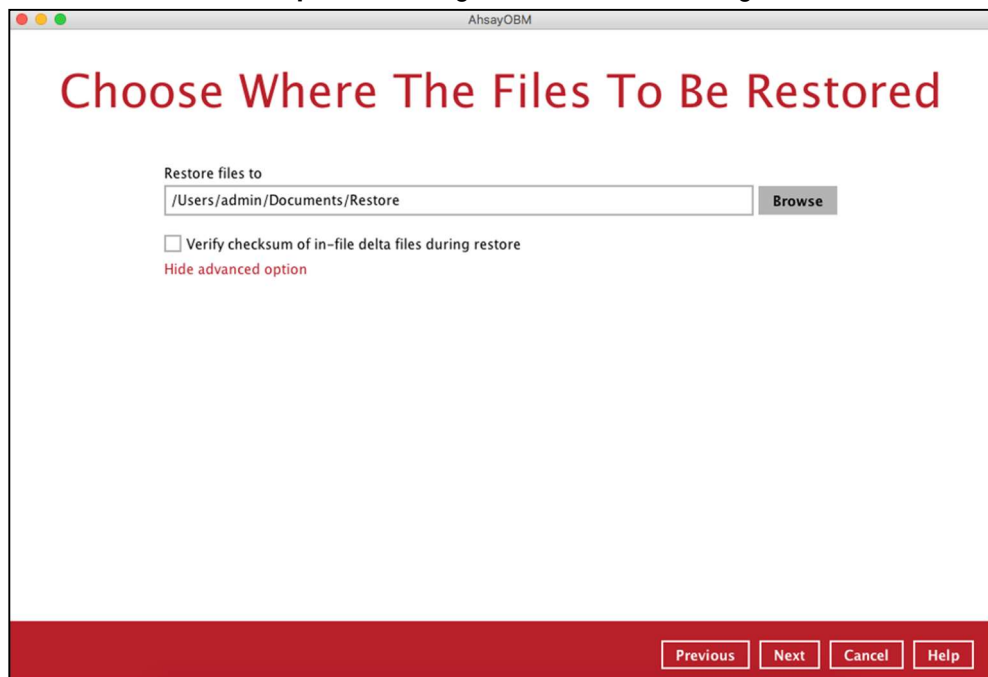 AhsayOBM
Choose Where The Files To Be Restored
Restore files to
/Users/admin/Documents/Restore
Browse
Verify checksum of in-file delta files during restore
Hide advanced option
Previous Next Cancel Help